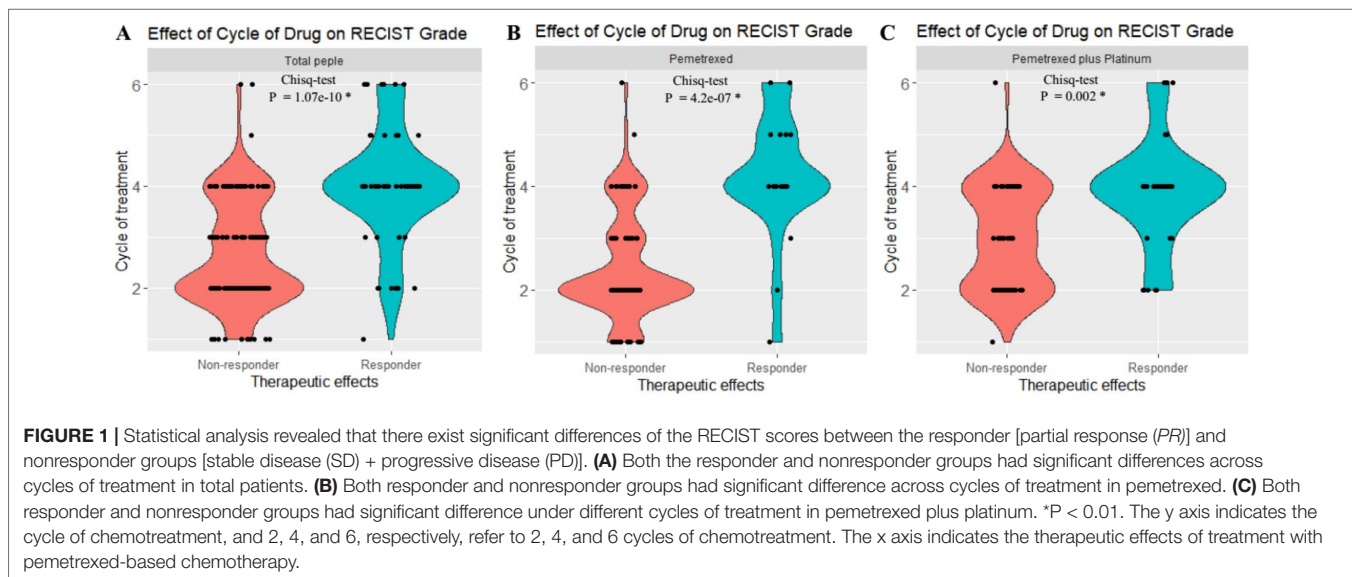 A Effect of Cycle of Drug on RECIST Grade
Total peple
Chisq-test
P = 1.07e-10 *
6
4
2
Cycle of treatment
Non-responder Responder
Therapeutic effects
B Effect of Cycle of Drug on RECIST Grade
Pemetrexed
Chisq-test
P = 4.2e-07 *
6
4
2
Cycle of treatment
Non-responder Responder
Therapeutic effects
C Effect of Cycle of Drug on RECIST Grade
Pemetrexed plus Platinum
Chisq-test
P = 0.002 *
6
4
2
Cycle of treatment
Non-responder Responder
Therapeutic effects
FIGURE 1 | Statistical analysis revealed that there exist significant differences of the RECIST scores between the responder [partial response (PR)] and
nonresponder groups [stable disease (SD) + progressive disease (PD)]. (A) Both the responder and nonresponder groups had significant differences across
cycles of treatment in total patients. (B) Both responder and nonresponder groups had significant difference across cycles of treatment in pemetrexed. (C) Both
responder and nonresponder groups had significant difference under different cycles of treatment in pemetrexed plus platinum. *P < 0.01. The y axis indicates the
cycle of chemotreatment, and 2, 4, and 6, respectively, refer to 2, 4, and 6 cycles of chemotreatment. The x axis indicates the therapeutic effects of treatment with
pemetrexed-based chemotherapy.